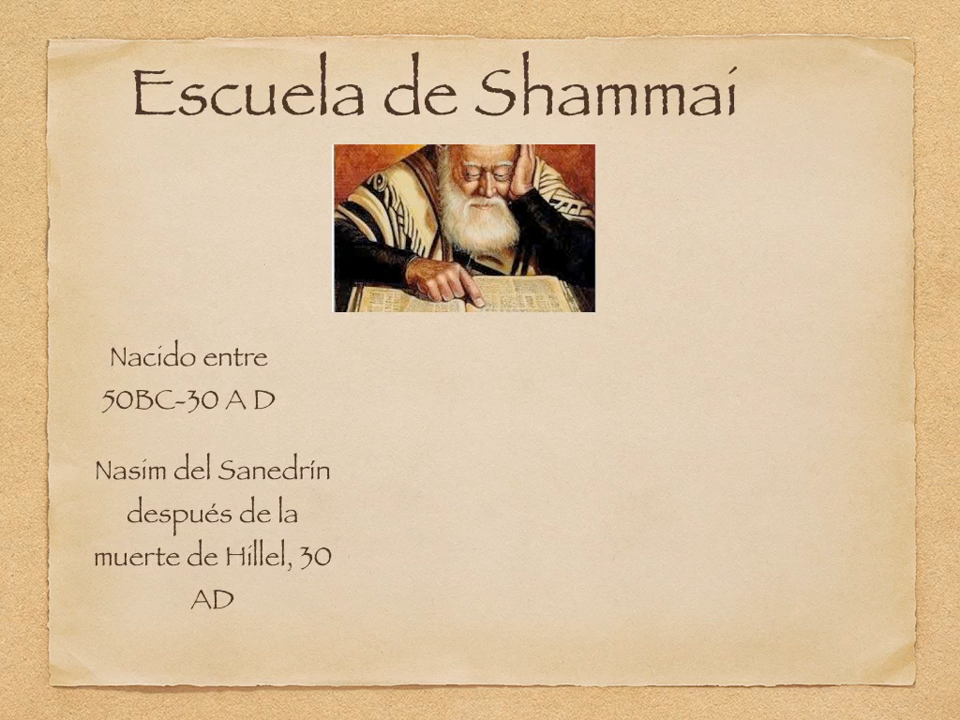 Escuela de Shammai
Nacido entre
50BC-30 A D
Nasim del Sanedrín
después de la
muerte de Hillel, 30
AD